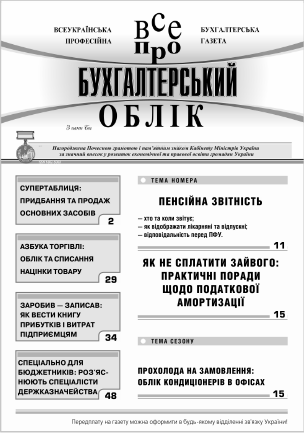 ВСЕУКРАЇНСЬКА
ПРОФЕСІЙНА
БУХГАЛТЕРСЬКА
ГАЗЕТА
все
про
БУХГАЛТЕРСЬКИЙ
ОБЛІК
Нагороджена Почесною грамотою і пам'ятним знаком Кабінету Міністрів України
за значний внесок у розвиток економічної та правової освіти громадян України
СУПЕРТАБЛИЦЯ:
ПРИДБАННЯ ТА ПРОДАЖ
ОСНОВНИХ ЗАСОБІВ
2
АЗБУКА ТОРГІВЛІ:
ОБЛІК ТА СПИСАННЯ
НАЦІНКИ ТОВАРУ
29
ЗАРОБИВ — ЗАПИСАВ:
ЯК ВЕСТИ КНИГУ
ПРИБУТКІВ І ВИТРАТ
ПІДПРИЄМЦЯМ
34
СПЕЦІАЛЬНО ДЛЯ
БЮДЖЕТНИКІВ: РОЗ'ЯС-
НЮЮТЬ СПЕЦІАЛІСТИ
ДЕРЖКАЗНАЧЕЙСТВА
48
ТЕМА НОМЕРА
ПЕНСІЙНА ЗВІТНІСТЬ
— хто та коли звітує;
— як відображати лікарняні та відпускні;
— відповідальність перед ПФУ.
11
ЯК НЕ СПЛАТИТИ ЗАЙВОГО:
ПРАКТИЧНІ ПОРАДИ
ЩОДО ПОДАТКОВОЇ
АМОРТИЗАЦІЇ
15
ТЕМА СЕЗОНУ
ПРОХОЛОДА НА ЗАМОВЛЕННЯ:
ОБЛІК КОНДИЦІОНЕРІВ В ОФІСАХ
15
Передплату на газету можна оформити в будь-якому відділенні зв'язку України!